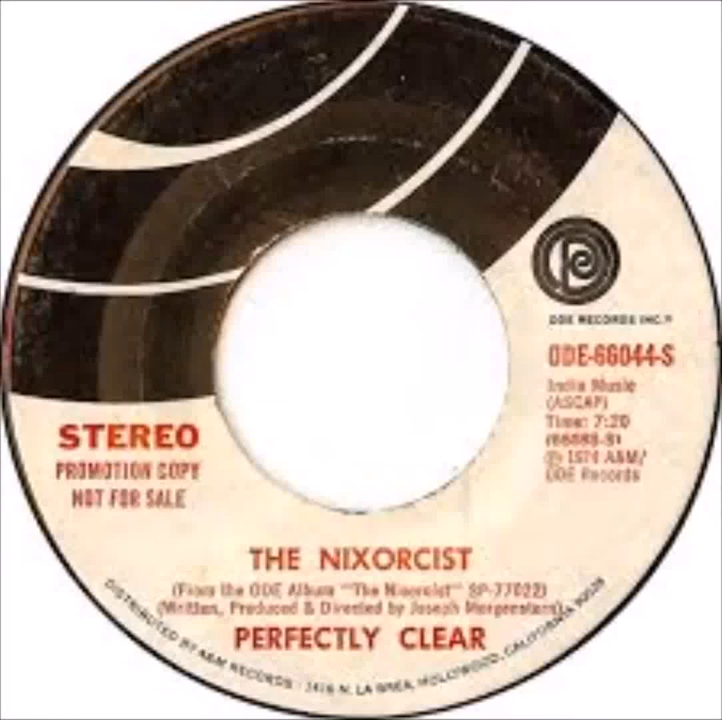 ODE RECORDS INC.
ODE-66044-S
India Music
(ASCAP)
Time: 7:20
℗ 1974 A&M/
ODE Records
STEREO
PROMOTION COPY
NOT FOR SALE
THE NIXORCIST
(From the ODE Album "The Nixorcist" SP-77022)
(Written, Produced & Directed by Joseph Morgenstern)
PERFECTLY CLEAR
DISTRIBUTED BY A&M RECORDS · 1416 N. LA BREA, HOLLYWOOD, CALIFORNIA 90028